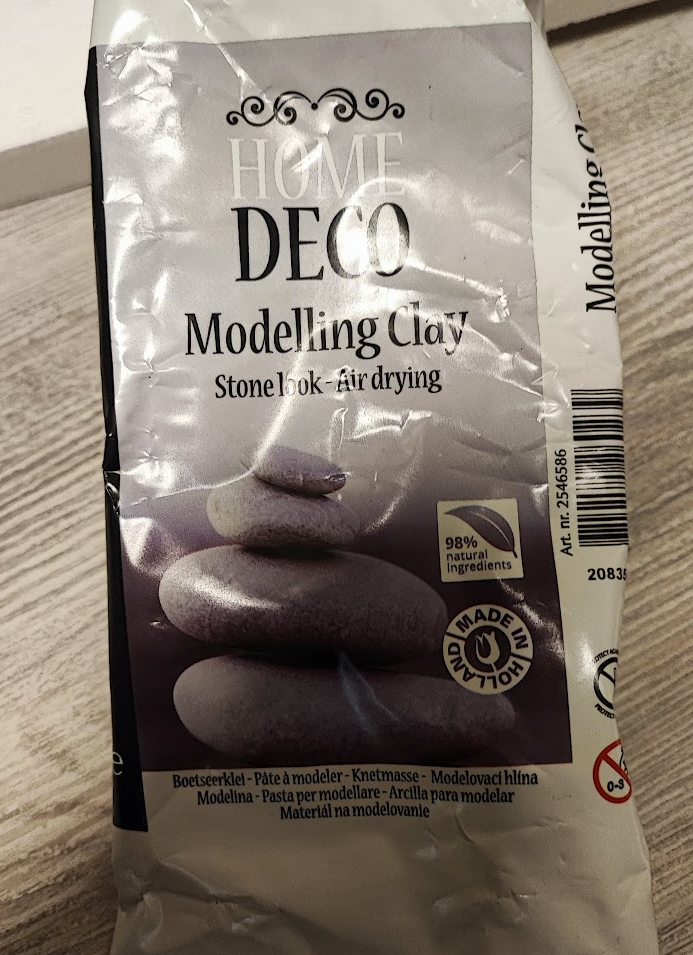 HOME
DECO
Modelling Clay
Stone look - Air drying
98%
natural
Ingredients
MADE IN
HOLLAND
Boetseerklei - Pâte à modeler - Knetmasse - Modelovací hlína
Modelina - Pasta per modellare - Arcilla para modelar
Materiál na modelovanie
Modelling
Art. nr. 2546586
0-3